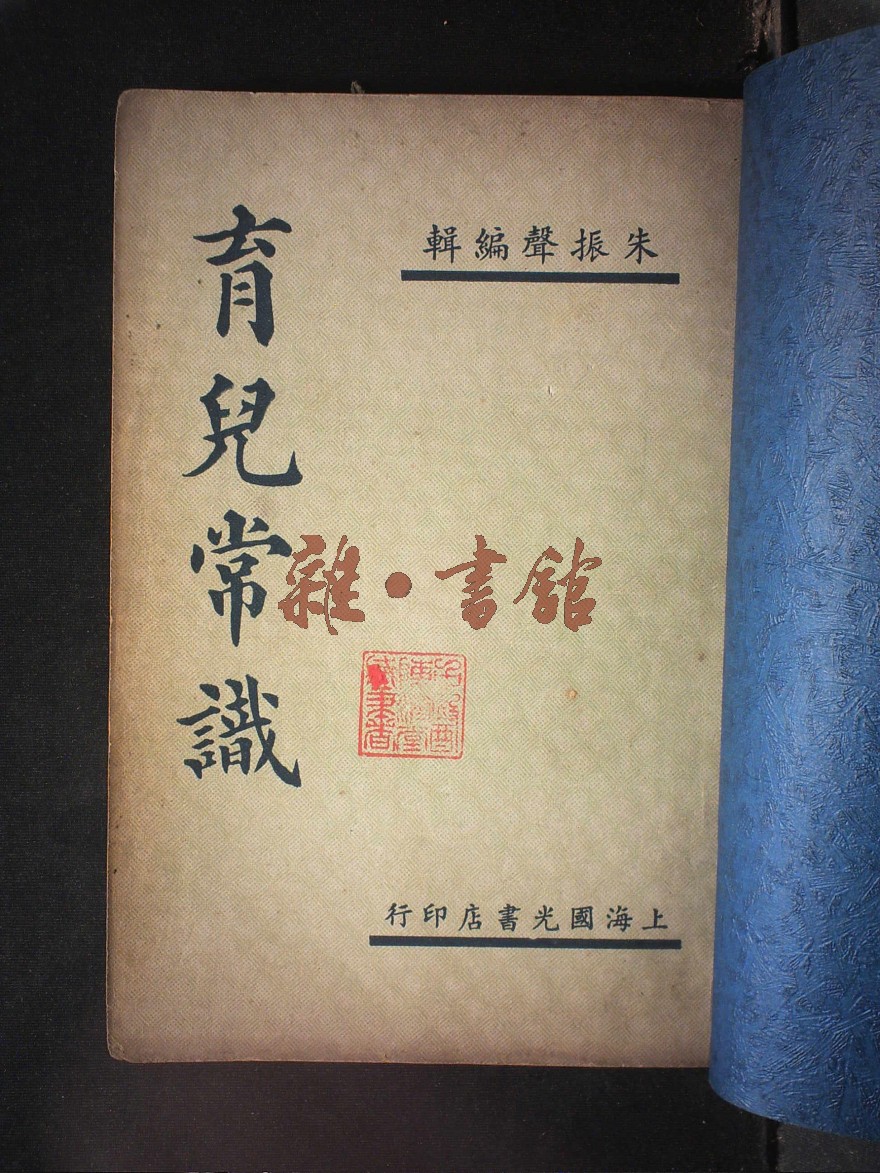 朱振聲編輯
育兒常識
雜·書館
上海國光書店印行